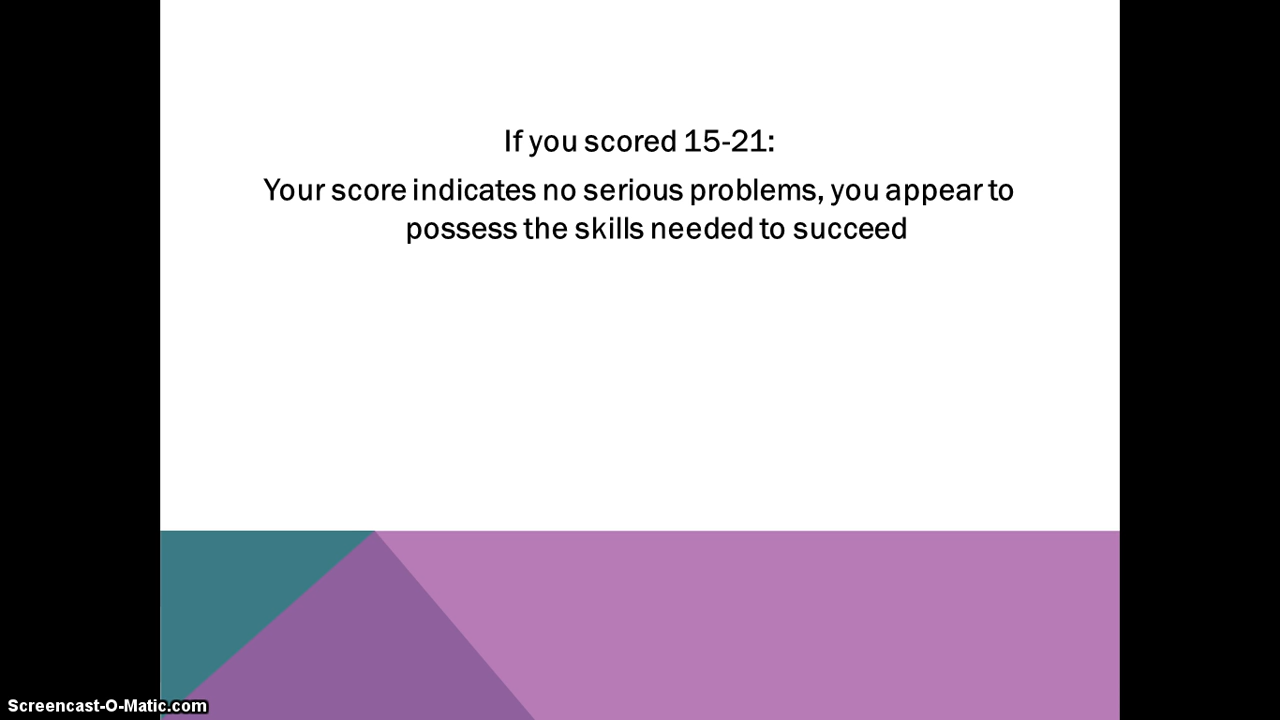 If you scored 15-21:
Your score indicates no serious problems, you appear to
possess the skills needed to succeed
Screencast-O-Matic.com